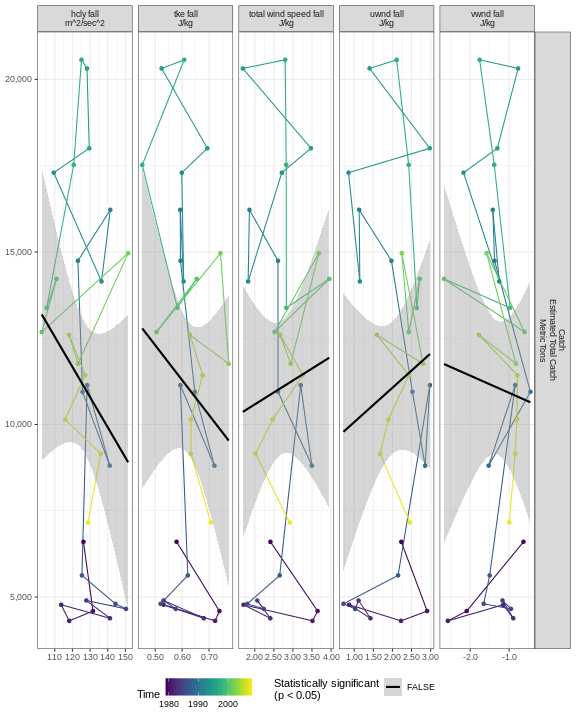 hcly fall
m^2/sec^2
tke fall
J/kg
total wind speed fall
J/kg
uwnd fall
J/kg
vwnd fall
J/kg
20,000
15,000
10,000
5,000
Catch
Estimated Total Catch
Metric Tons
110 120 130 140 150
0.50 0.60 0.70
2.00 2.50 3.00 3.50 4.00
1.00 1.50 2.00 2.50 3.00
-2.0 -1.0
Time
1980 1990 2000
Statistically significant
(p < 0.05)
FALSE